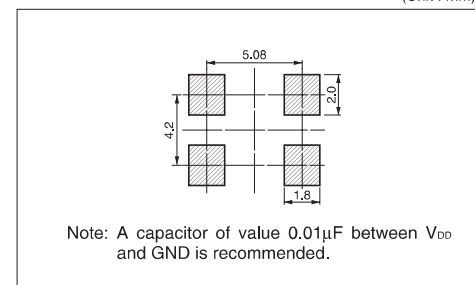 5.08
4.2
2.0
1.8
Note: A capacitor of value 0.01µF between VDD
and GND is recommended.